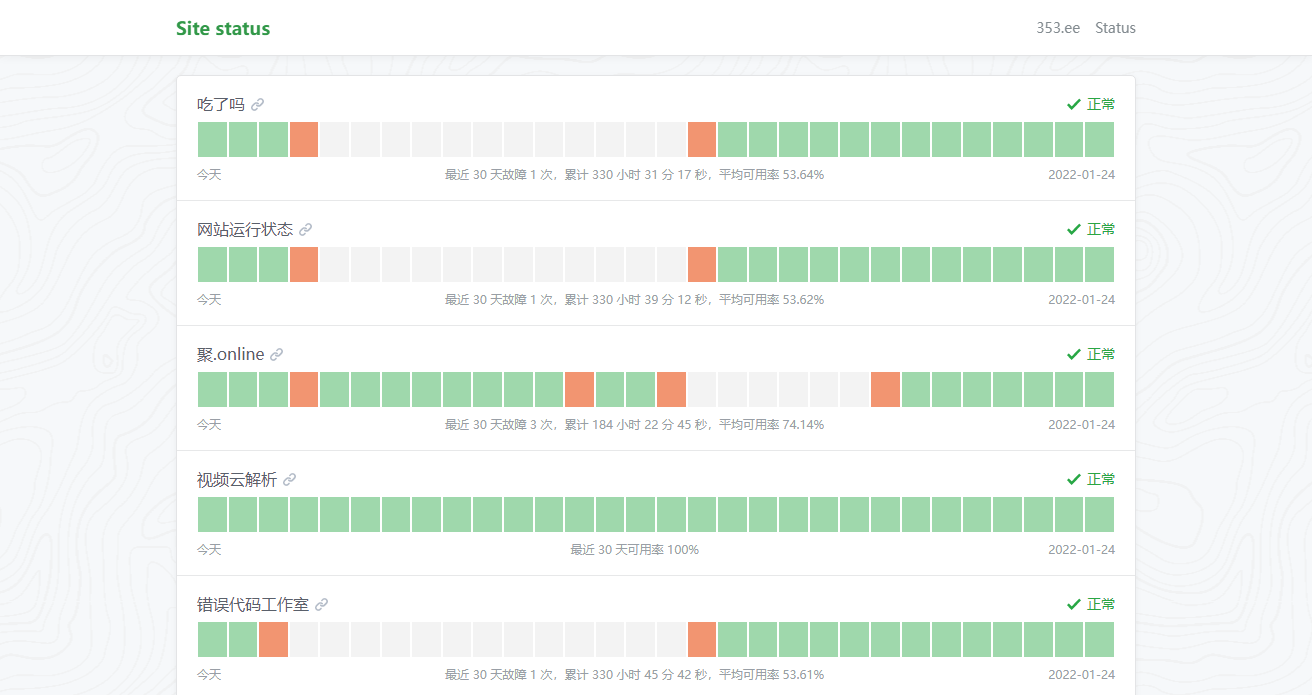 Site status
353.ee Status
吃了吗 正常
今天 最近 30 天故障 1 次，累计 330 小时 31 分 17 秒，平均可用率 53.64% 2022-01-24
网站运行状态 正常
今天 最近 30 天故障 1 次，累计 330 小时 39 分 12 秒，平均可用率 53.62% 2022-01-24
聚.online 正常
今天 最近 30 天故障 3 次，累计 184 小时 22 分 45 秒，平均可用率 74.14% 2022-01-24
视频云解析 正常
今天 最近 30 天可用率 100% 2022-01-24
错误代码工作室 正常
今天 最近 30 天故障 1 次，累计 330 小时 45 分 42 秒，平均可用率 53.61% 2022-01-24